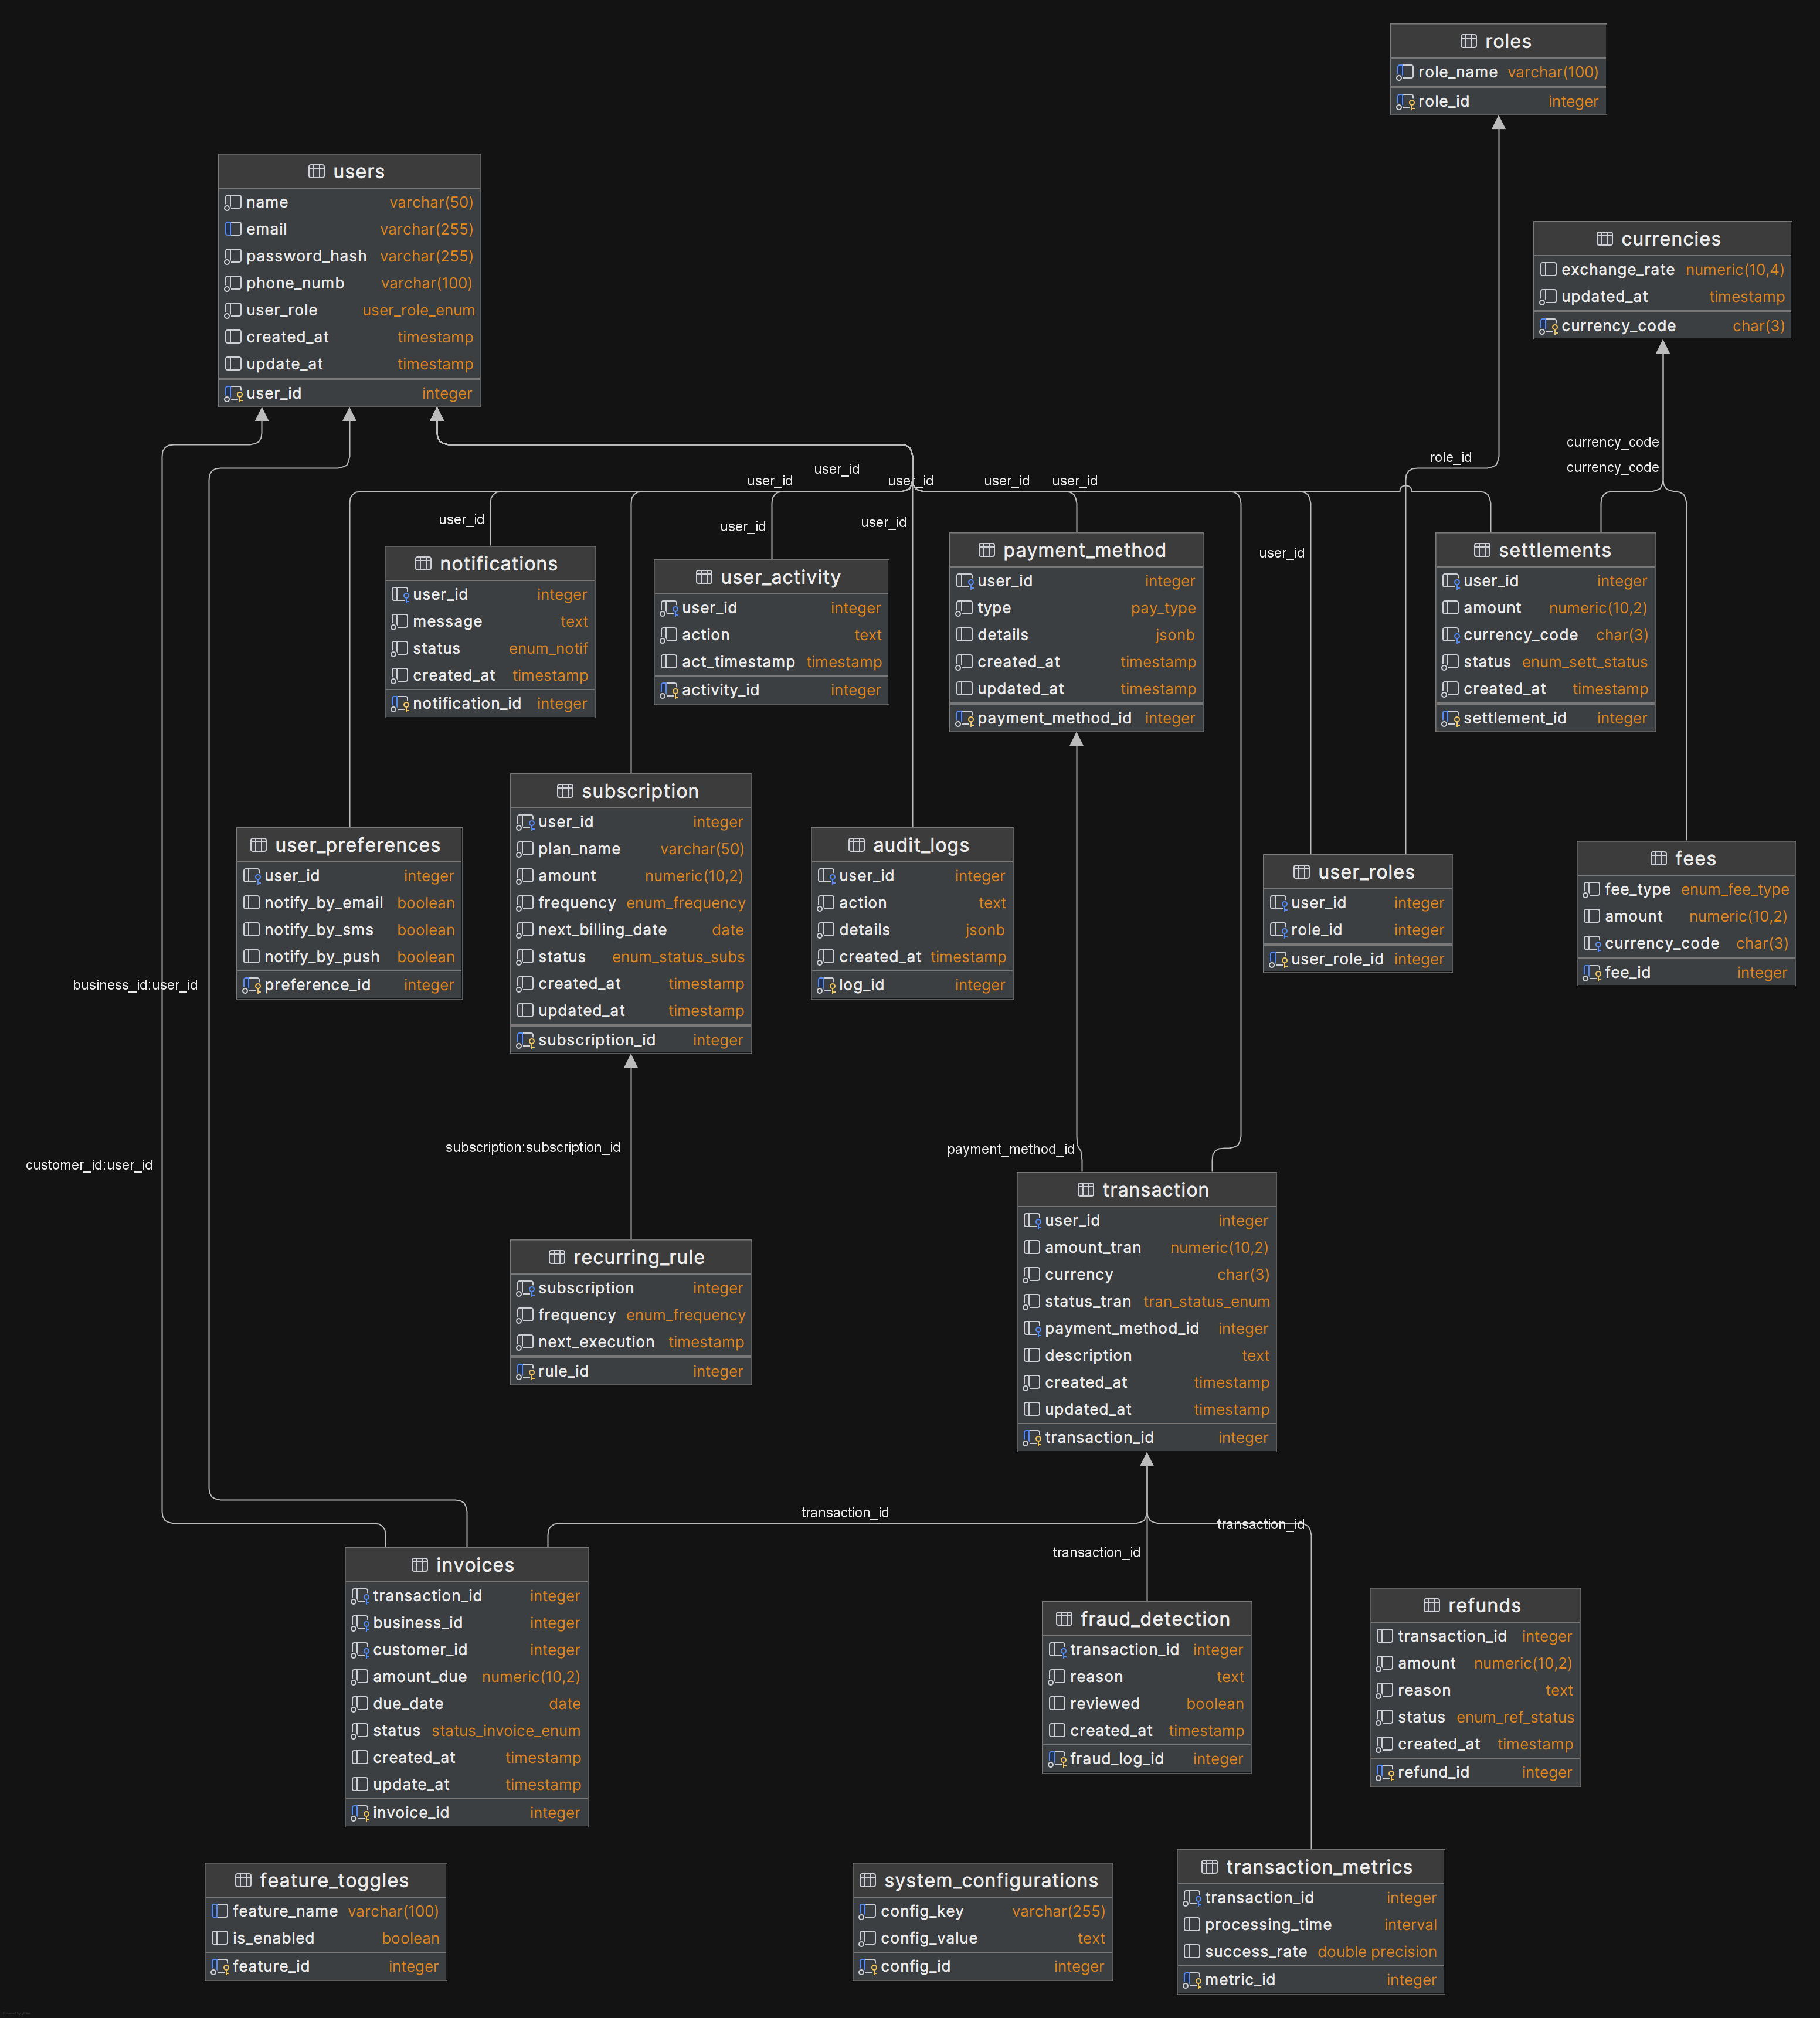 roles
role_name varchar(100)
role_id integer
users
name varchar(50)
email varchar(255)
password_hash varchar(255)
phone_numb varchar(100)
user_role user_role_enum
created_at timestamp
update_at timestamp
user_id integer
currencies
exchange_rate numeric(10,4)
updated_at timestamp
currency_code char(3)
currency_code
currency_code
role_id
user_id
user_id
user_id
user_id
user_id
user_id
user_id
user_id
user_id
notifications
user_id integer
message text
status enum_notif
created_at timestamp
notification_id integer
user_activity
user_id integer
action text
act_timestamp timestamp
activity_id integer
payment_method
user_id integer
type pay_type
details jsonb
created_at timestamp
updated_at timestamp
payment_method_id integer
settlements
user_id integer
amount numeric(10,2)
currency_code char(3)
status enum_sett_status
created_at timestamp
settlement_id integer
user_preferences
user_id integer
notify_by_email boolean
notify_by_sms boolean
notify_by_push boolean
preference_id integer
subscription
user_id integer
plan_name varchar(50)
amount numeric(10,2)
frequency enum_frequency
next_billing_date date
status enum_status_subs
created_at timestamp
updated_at timestamp
subscription_id integer
audit_logs
user_id integer
action text
details jsonb
created_at timestamp
log_id integer
user_roles
user_id integer
role_id integer
user_role_id integer
fees
fee_type enum_fee_type
amount numeric(10,2)
currency_code char(3)
fee_id integer
business_id:user_id
customer_id:user_id
subscription:subscription_id
payment_method_id
recurring_rule
subscription integer
frequency enum_frequency
next_execution timestamp
rule_id integer
transaction
user_id integer
amount_tran numeric(10,2)
currency char(3)
status_tran tran_status_enum
payment_method_id integer
description text
created_at timestamp
updated_at timestamp
transaction_id integer
transaction_id
transaction_id
transaction_id
invoices
transaction_id integer
business_id integer
customer_id integer
amount_due numeric(10,2)
due_date date
status status_invoice_enum
created_at timestamp
update_at timestamp
invoice_id integer
fraud_detection
transaction_id integer
reason text
reviewed boolean
created_at timestamp
fraud_log_id integer
refunds
transaction_id integer
amount numeric(10,2)
reason text
status enum_ref_status
created_at timestamp
refund_id integer
feature_toggles
feature_name varchar(100)
is_enabled boolean
feature_id integer
system_configurations
config_key varchar(255)
config_value text
config_id integer
transaction_metrics
transaction_id integer
processing_time interval
success_rate double precision
metric_id integer